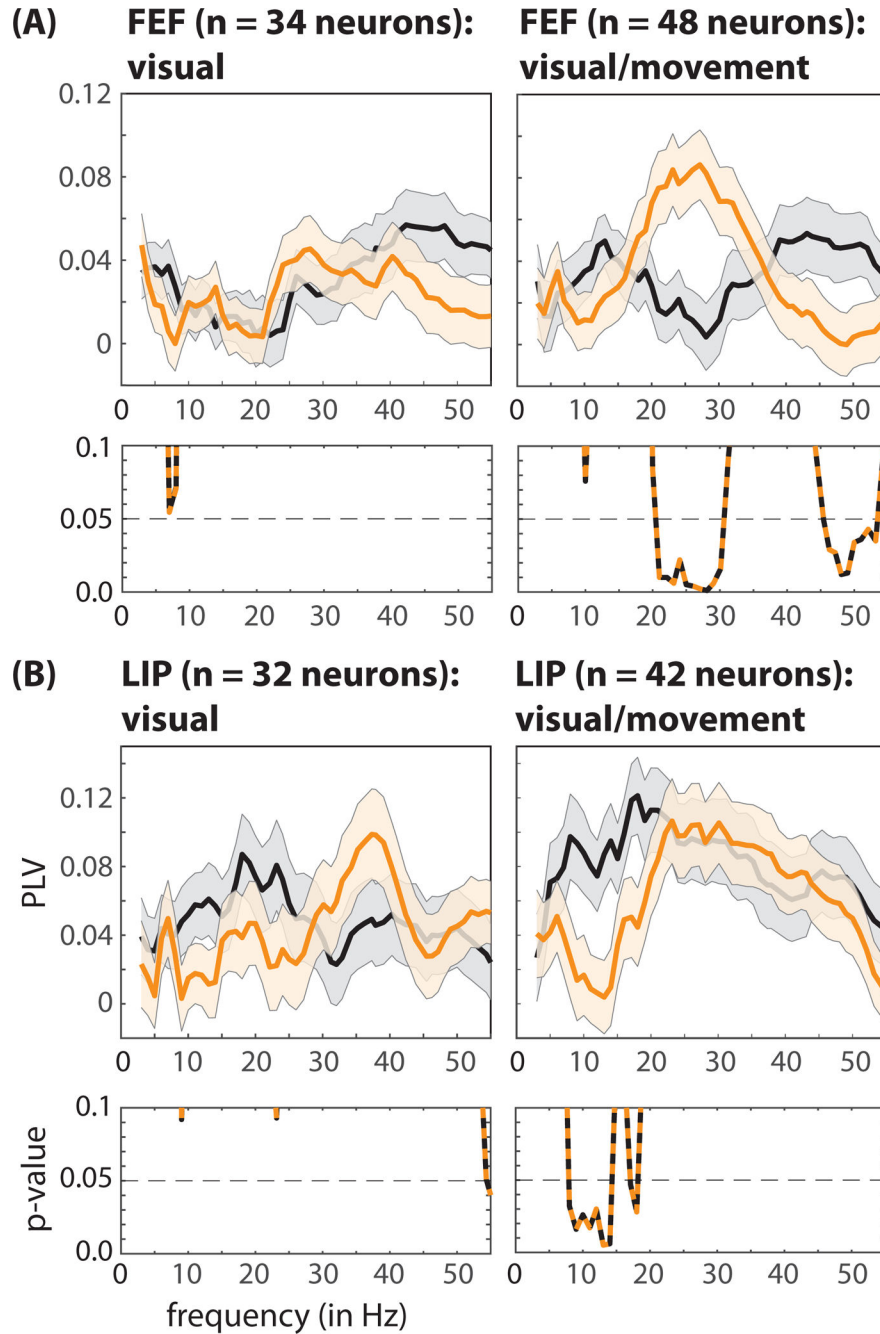 (A) FEF (n = 34 neurons): FEF (n = 48 neurons):
visual visual/movement
0.12
0.08
0.04
0
0 10 20 30 40 50 0 10 20 30 40 50
0.1
0.05
0.0
0 10 20 30 40 50 0 10 20 30 40 50
(B) LIP (n = 32 neurons): LIP (n = 42 neurons):
visual visual/movement
0.12
0.08
PLV
0.04
0
0 10 20 30 40 50 0 10 20 30 40 50
0.1
p-value
0.05
0.0
0 10 20 30 40 50 0 10 20 30 40 50
frequency (in Hz)